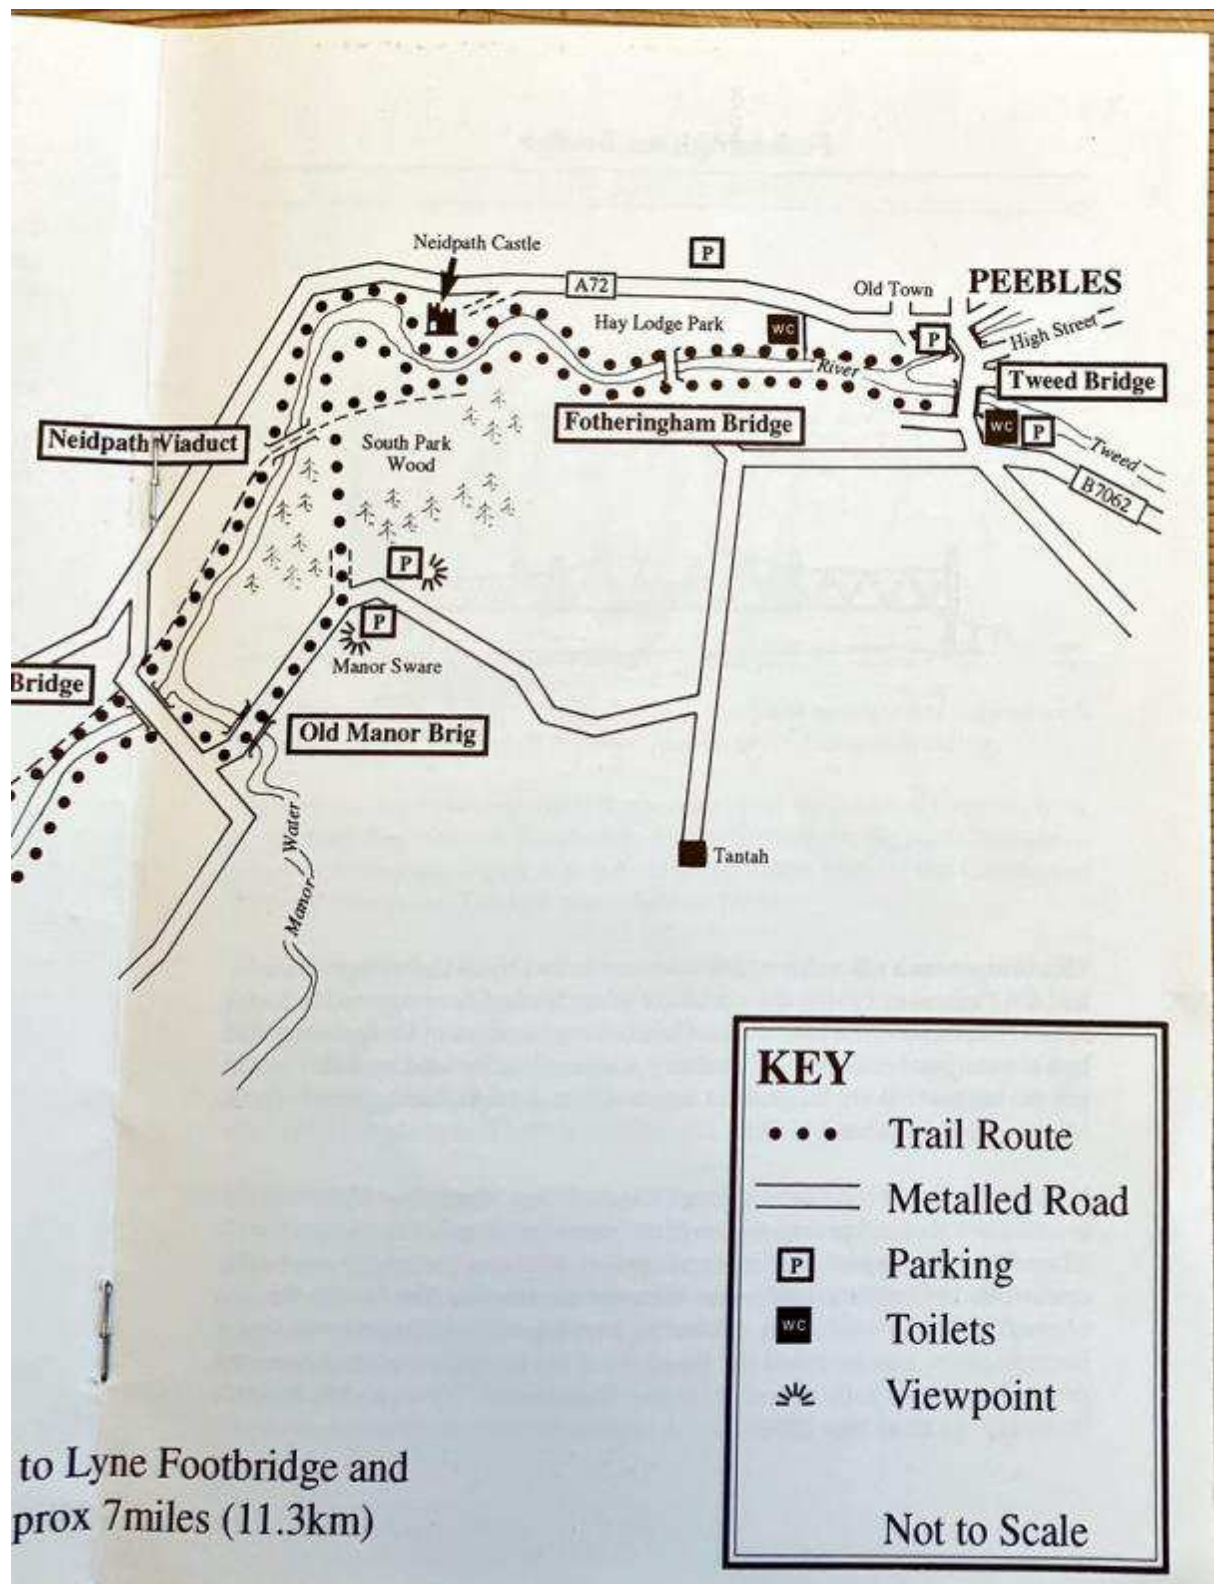 Neidpath Castle
P
A72
Old Town
PEEBLES
High Street
Hay Lodge Park
WC
P
River
Tweed Bridge
Fotheringham Bridge
WC
P
Tweed
B7062
Neidpath Viaduct
South Park
Wood
P
P
Manor Sware
Bridge
Old Manor Brig
Manor Water
Tantah
KEY
Trail Route
Metalled Road
P Parking
WC Toilets
Viewpoint
Not to Scale
to Lyne Footbridge and
prox 7miles (11.3km)